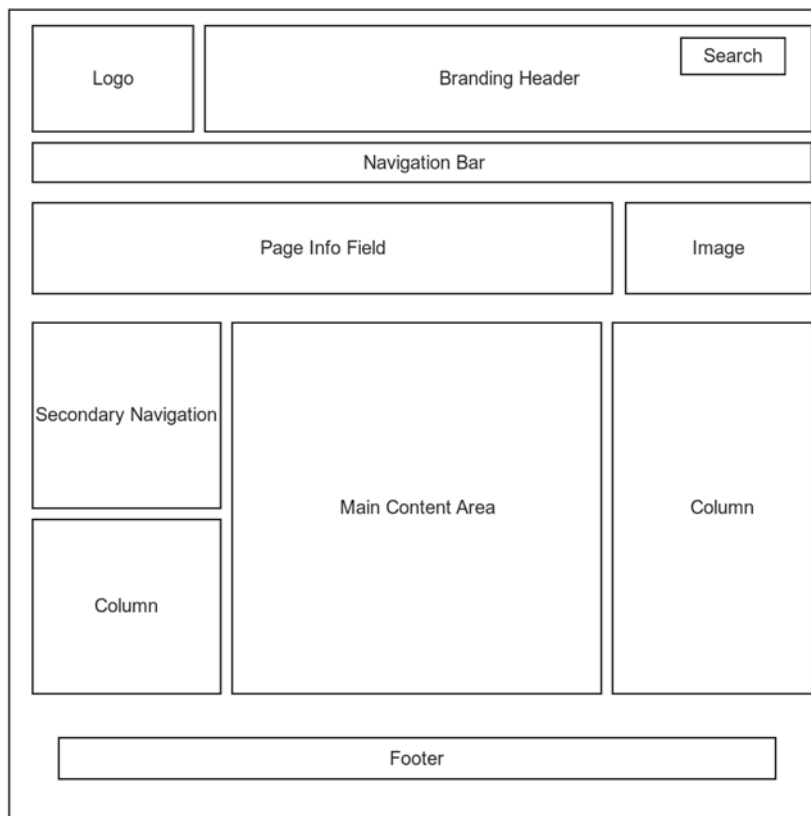 Logo
Branding Header
Search
Navigation Bar
Page Info Field
Image
Secondary Navigation
Main Content Area
Column
Column
Footer